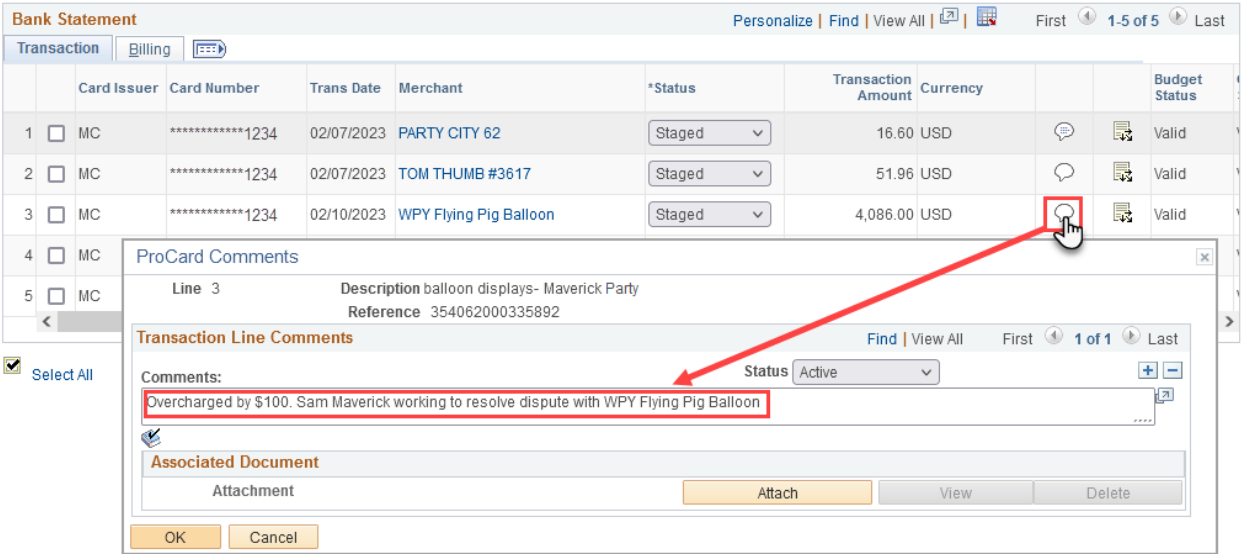 Bank Statement Personalize | Find | View All | | First 1-5 of 5 Last
Transaction Billing
Card Issuer Card Number Trans Date Merchant *Status Transaction Amount Currency Budget Status
1 MC ************1234 02/07/2023 PARTY CITY 62 Staged 16.60 USD Valid
2 MC ************1234 02/07/2023 TOM THUMB #3617 Staged 51.96 USD Valid
3 MC ************1234 02/10/2023 WPY Flying Pig Balloon Staged 4,086.00 USD Valid
4 MC
5 MC
ProCard Comments
Line 3 Description balloon displays- Maverick Party
Reference 354062000335892
Transaction Line Comments Find | View All First 1 of 1 Last
Select All
Comments: Status Active
Overcharged by $100. Sam Maverick working to resolve dispute with WPY Flying Pig Balloon
Associated Document
Attachment Attach View Delete
OK Cancel